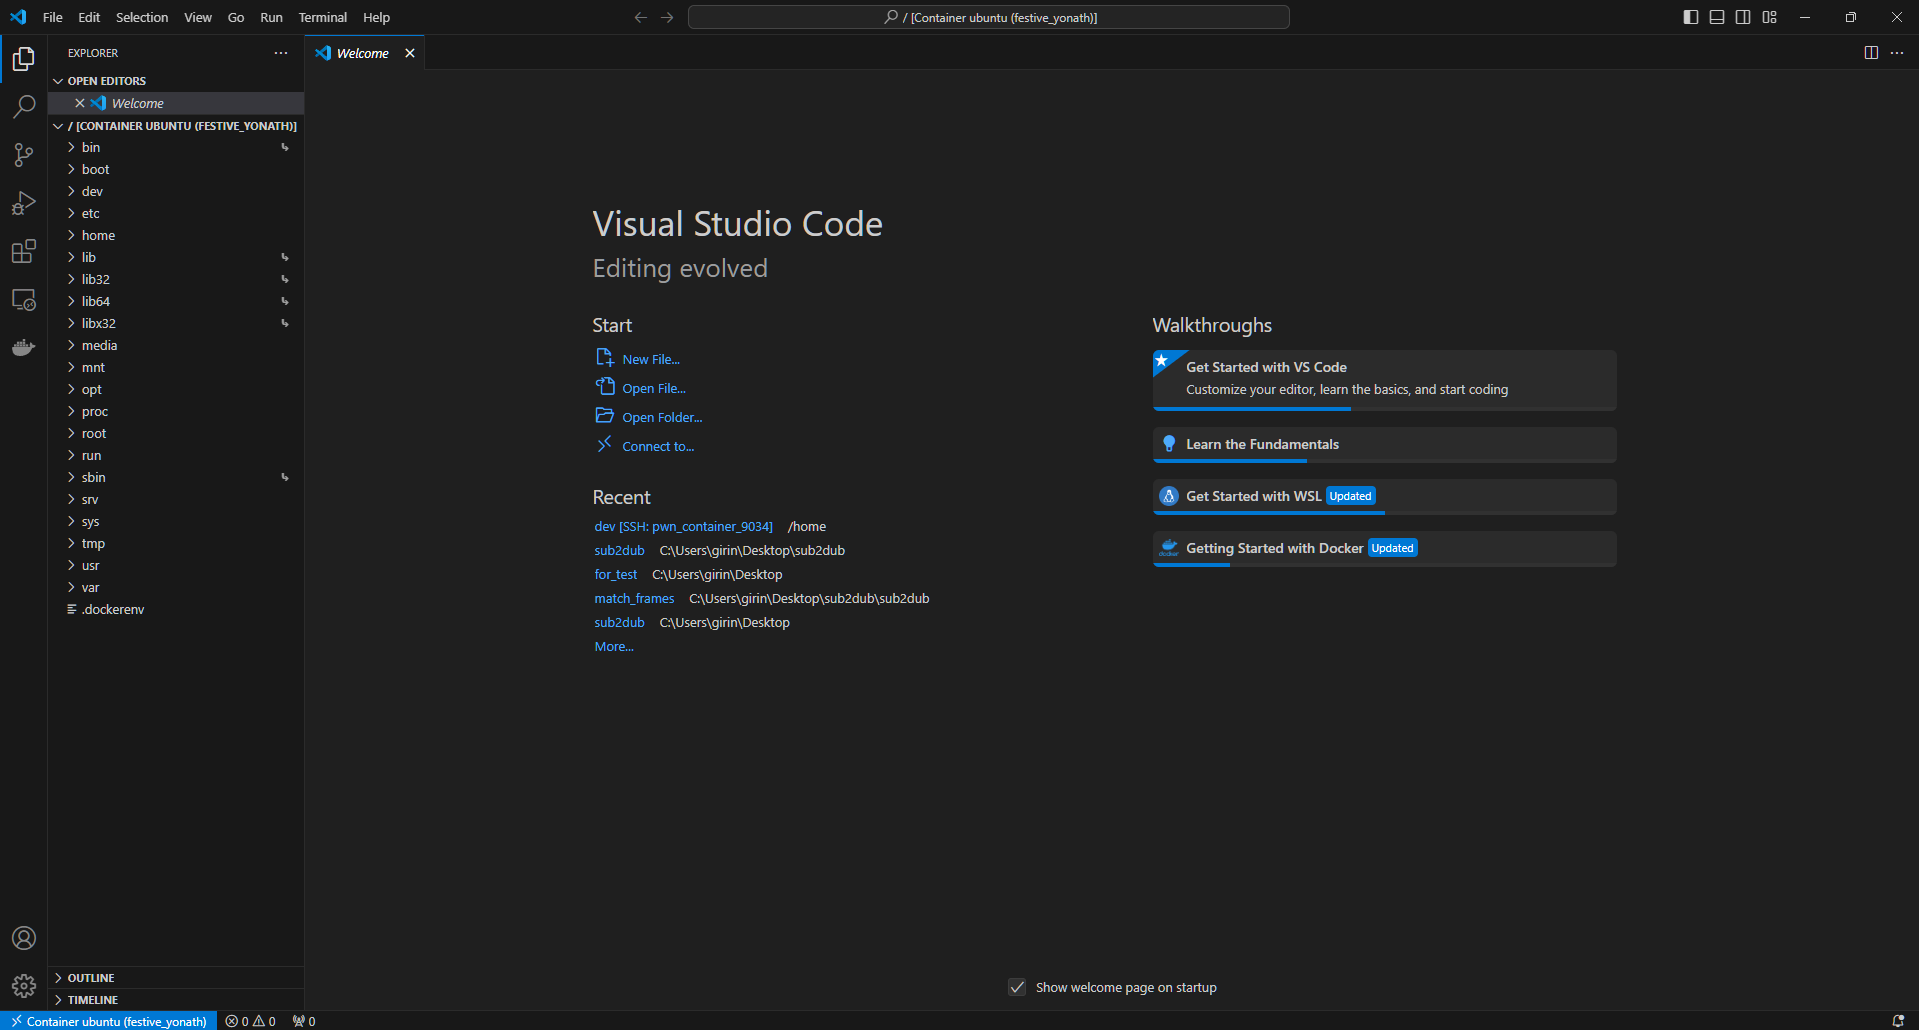 File Edit Selection View Go Run Terminal Help
/ [Container ubuntu (festive_yonath)]
EXPLORER
OPEN EDITORS
Welcome
/ [CONTAINER UBUNTU (FESTIVE_YONATH)]
bin
boot
dev
etc
home
lib
lib32
lib64
libx32
media
mnt
opt
proc
root
run
sbin
srv
sys
tmp
usr
var
.dockerenv
OUTLINE
TIMELINE
Welcome
Visual Studio Code
Editing evolved
Start
New File...
Open File...
Open Folder...
Connect to...
Recent
dev [SSH: pwn_container_9034] /home
sub2dub C:\Users\girin\Desktop\sub2dub
for_test C:\Users\girin\Desktop
match_frames C:\Users\girin\Desktop\sub2dub\sub2dub
sub2dub C:\Users\girin\Desktop
More...
Walkthroughs
Get Started with VS Code
Customize your editor, learn the basics, and start coding
Learn the Fundamentals
Get Started with WSL Updated
docker
Getting Started with Docker Updated
Show welcome page on startup
Container ubuntu (festive_yonath) 0 0 0